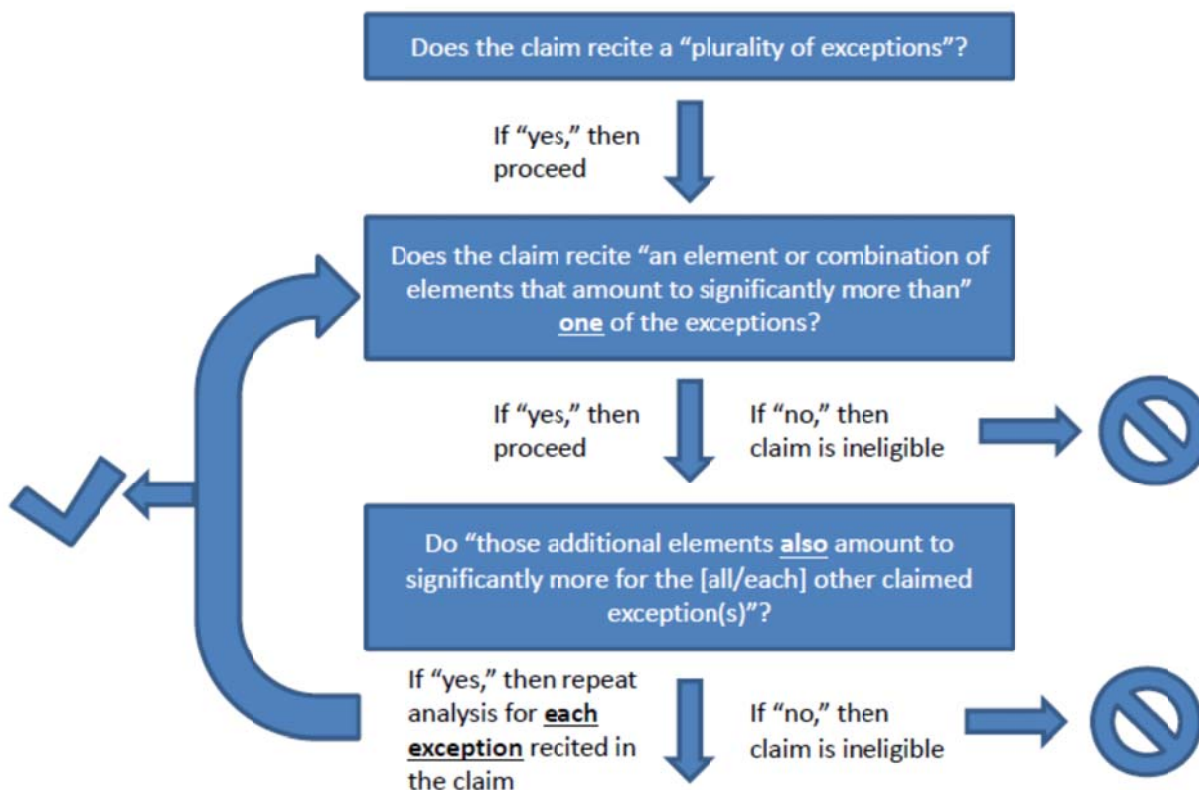 Does the claim recite a “plurality of exceptions”?
If “yes,” then
proceed
Does the claim recite “an element or combination of
elements that amount to significantly more than”
one of the exceptions?
If “yes,” then
proceed
If “no,” then
claim is ineligible
Do “those additional elements also amount to
significantly more for the [all/each] other claimed
exception(s)”?
If “yes,” then repeat
analysis for each
exception recited in
the claim
If “no,” then
claim is ineligible